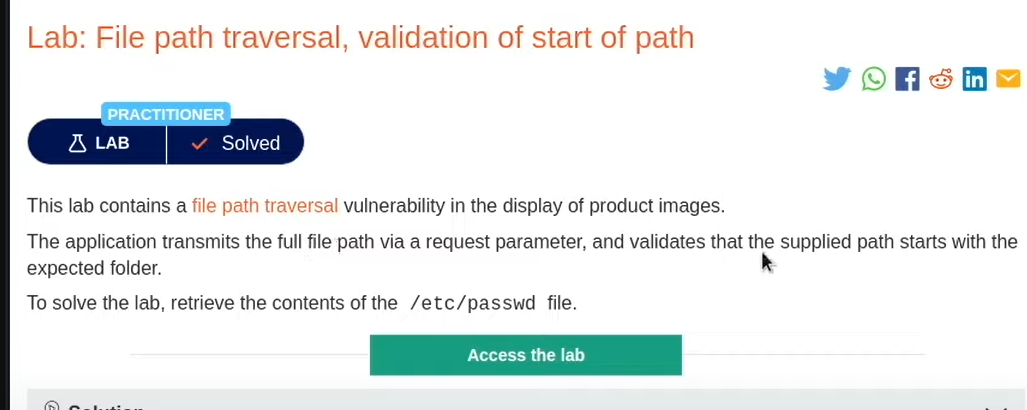 Lab: File path traversal, validation of start of path
PRACTITIONER
LAB
Solved
This lab contains a file path traversal vulnerability in the display of product images.
The application transmits the full file path via a request parameter, and validates that the supplied path starts with the
expected folder.
To solve the lab, retrieve the contents of the /etc/passwd file.
Access the lab
Solution